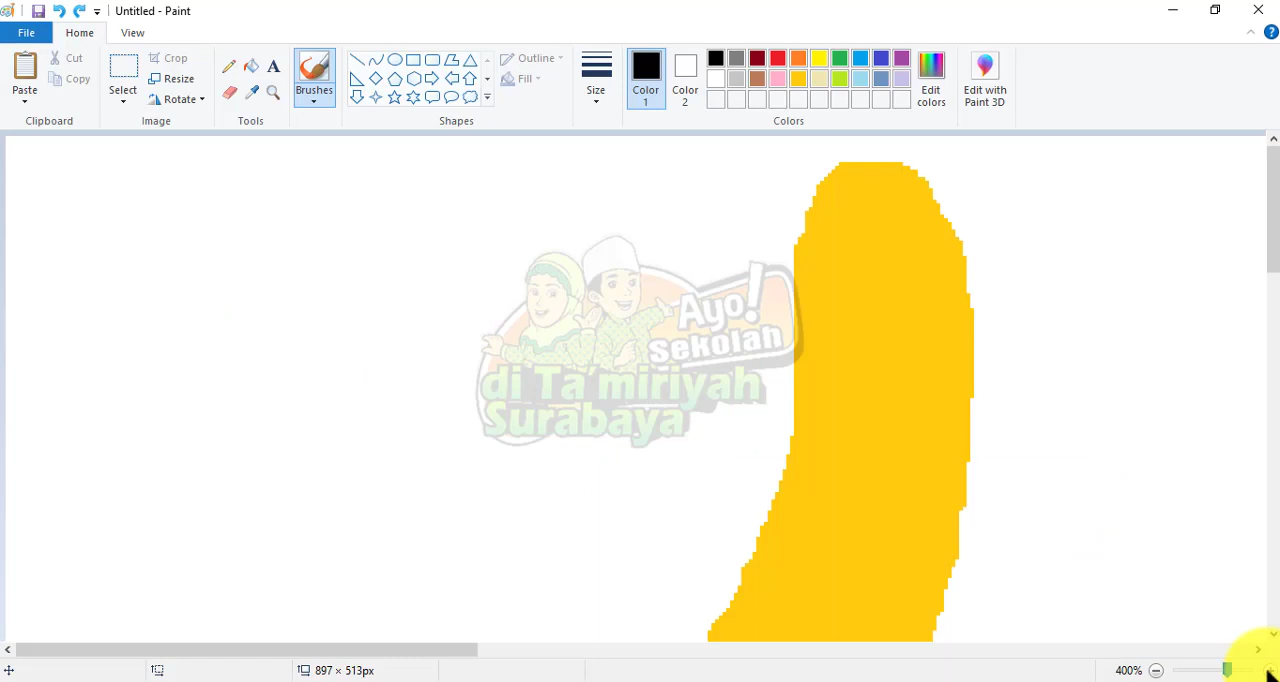 Untitled - Paint
File
Home
View
Paste
Cut
Copy
Clipboard
Select
Crop
Resize
Rotate
Image
A
Tools
Brushes
Outline
Fill
Shapes
Size
Color 1
Color 2
Edit colors
Colors
Edit with Paint 3D
Ayo!
Sekolah
di Ta'miriyah
Surabaya
897 × 513px
400%